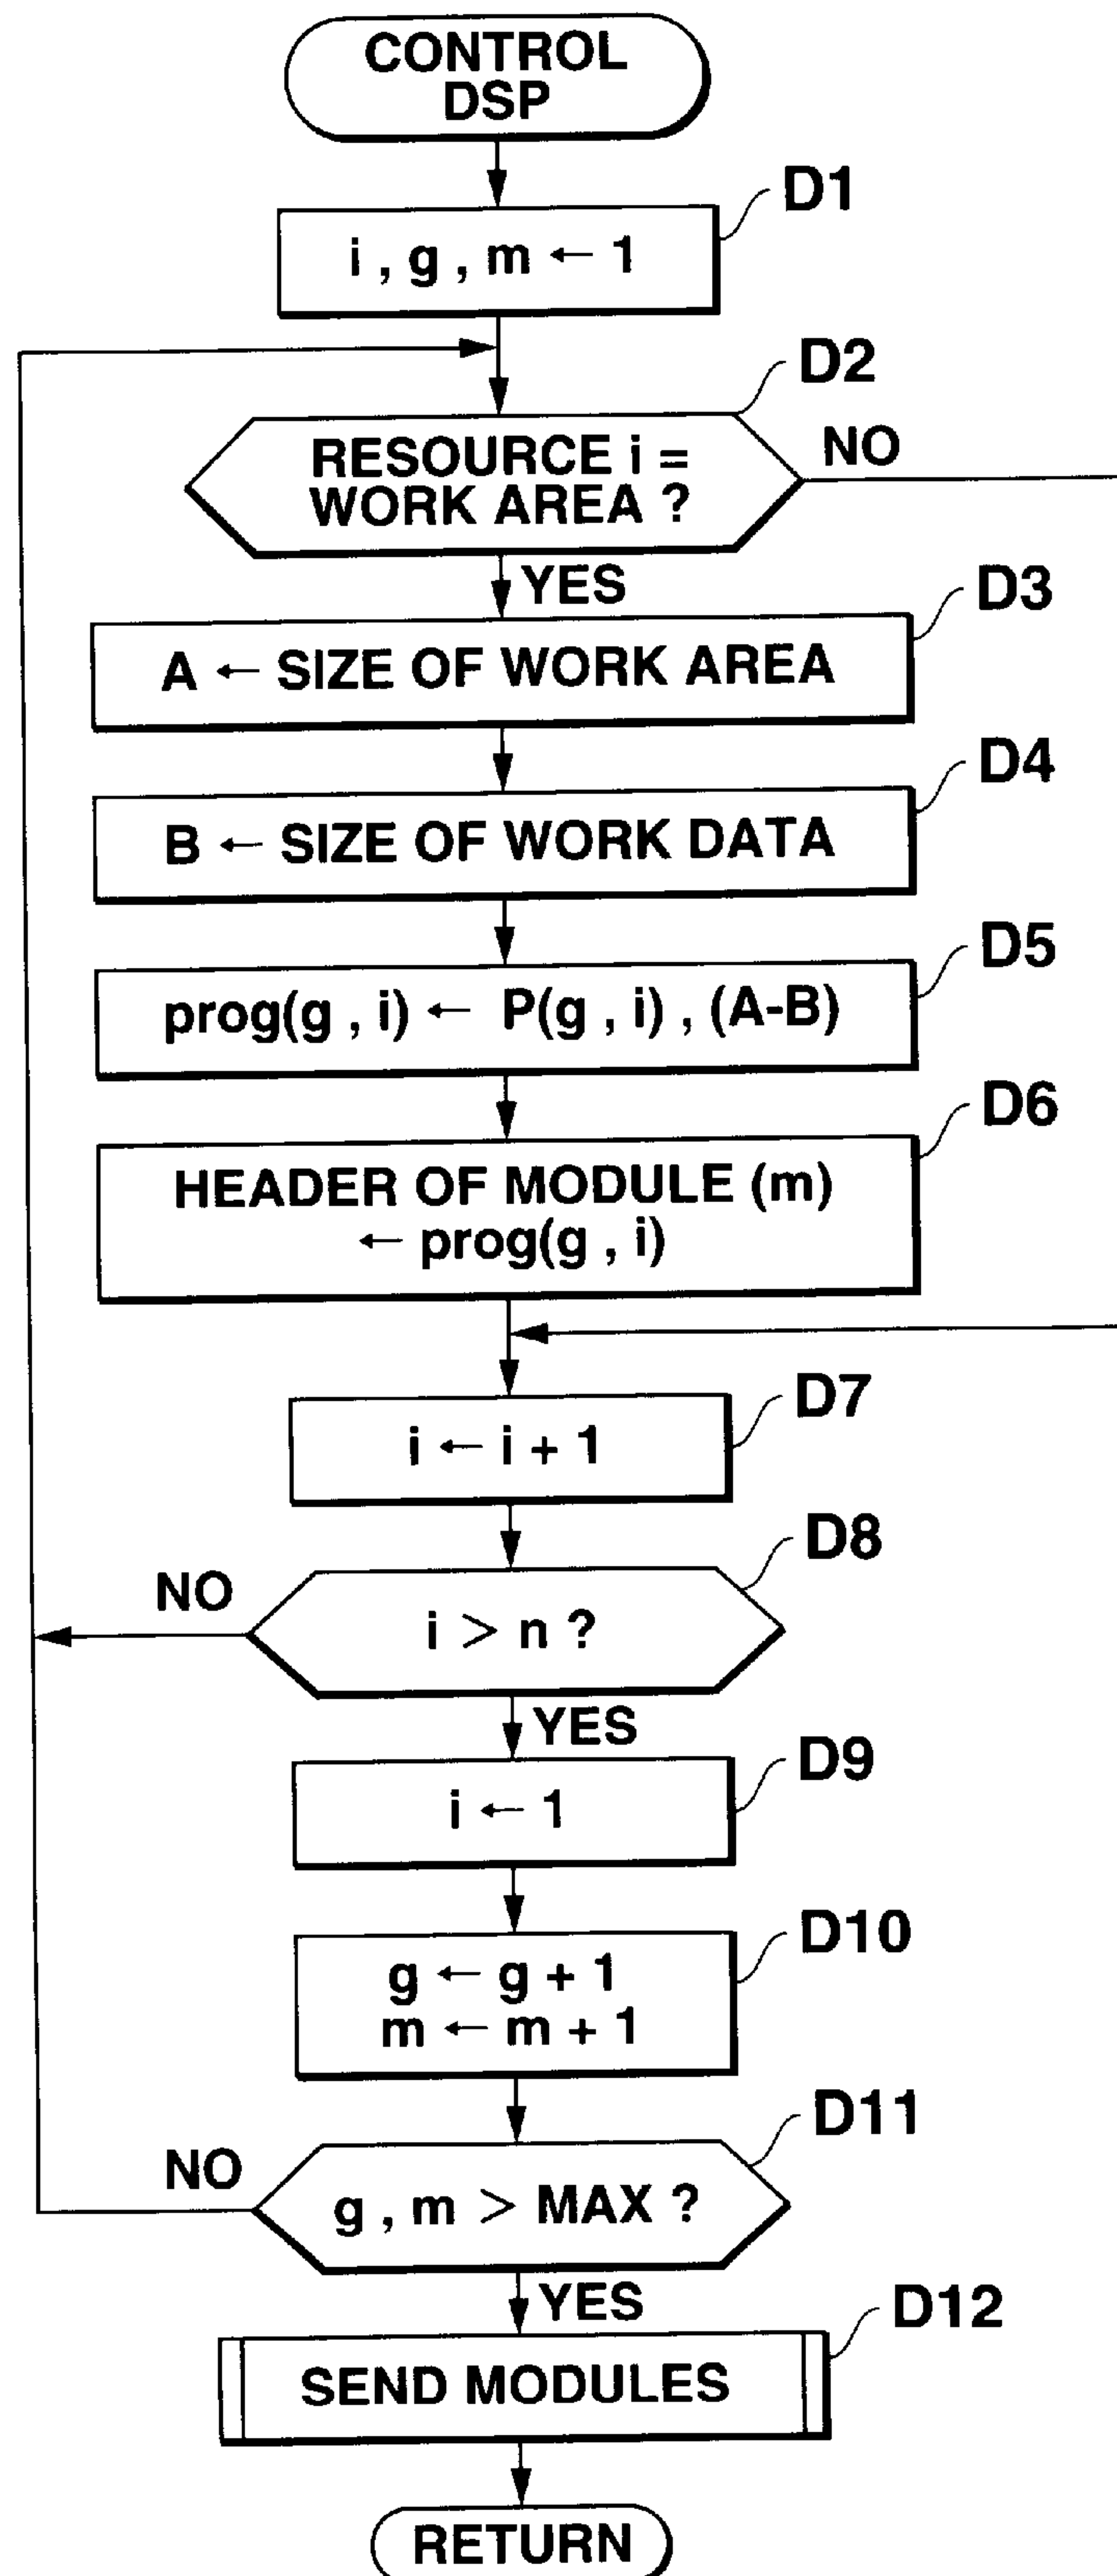 CONTROL
DSP
D1
i , g , m ← 1
D2
RESOURCE i =
WORK AREA ?
NO
YES
D3
A ← SIZE OF WORK AREA
D4
B ← SIZE OF WORK DATA
D5
prog(g , i) ← P(g , i) , (A-B)
D6
HEADER OF MODULE (m)
← prog(g , i)
D7
i ← i + 1
D8
NO
i > n ?
YES
D9
i ← 1
D10
g ← g + 1
m ← m + 1
D11
NO
g , m > MAX ?
YES
D12
SEND MODULES
RETURN